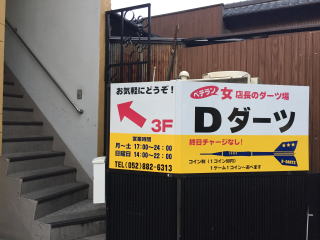 お気軽にどうぞ!
3F
営業時間
月~土 17:00~24:00
日曜日 14:00~22:00
TEL(052)882-6313
ベテラン女店長のダーツ場
Dダーツ
終日チャージなし!
コイン制(1コイン100円)
1ゲーム1コイン~遊べます
D-DARTS